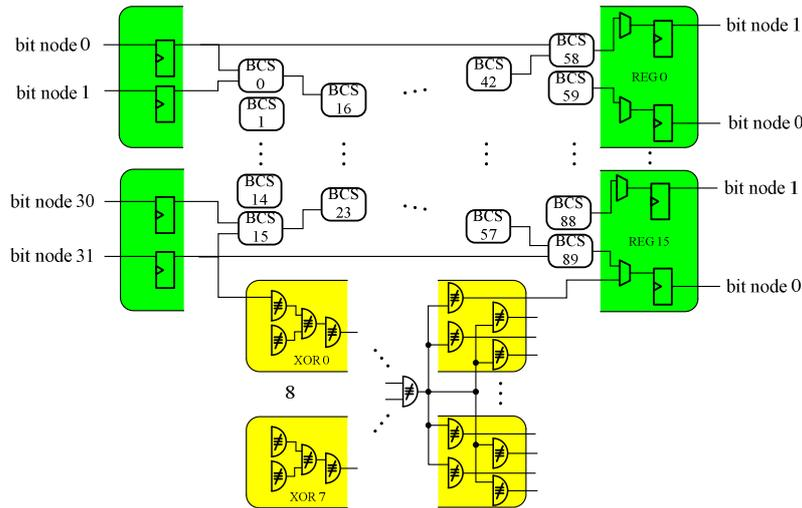 bit node 0
bit node 1
bit node 30
bit node 31
BCS
0
BCS
1
BCS
14
BCS
15
BCS
16
BCS
23
BCS
42
BCS
57
BCS
58
BCS
59
BCS
88
BCS
89
REG 0
REG 15
bit node 1
bit node 0
bit node 1
bit node 0
XOR 0
8
XOR 7